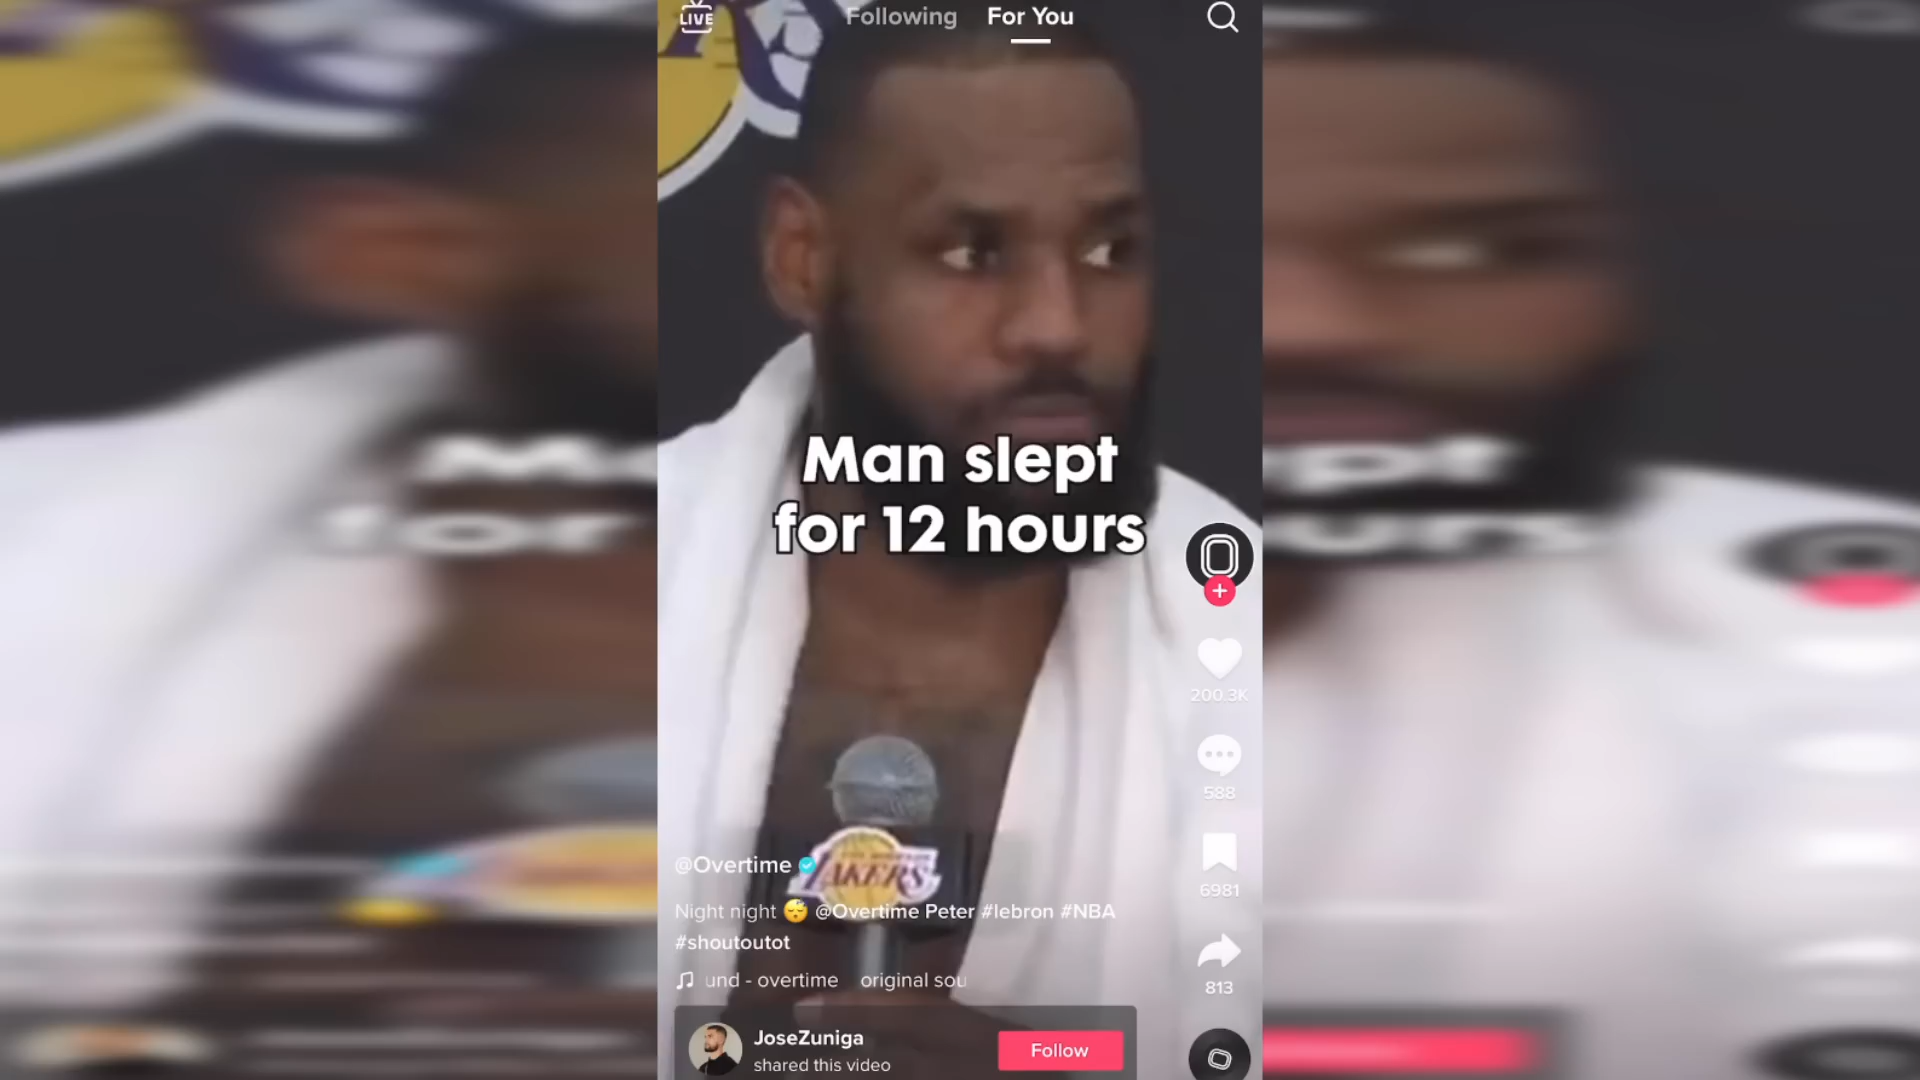 LIVE
Following For You
Man slept
for 12 hours
200.3K
588
6981
813
@Overtime
LAKERS
Night night 😴 @Overtime Peter #lebron #NBA
#shoutoutot
und - overtime original sou
JoseZuniga
shared this video
Follow